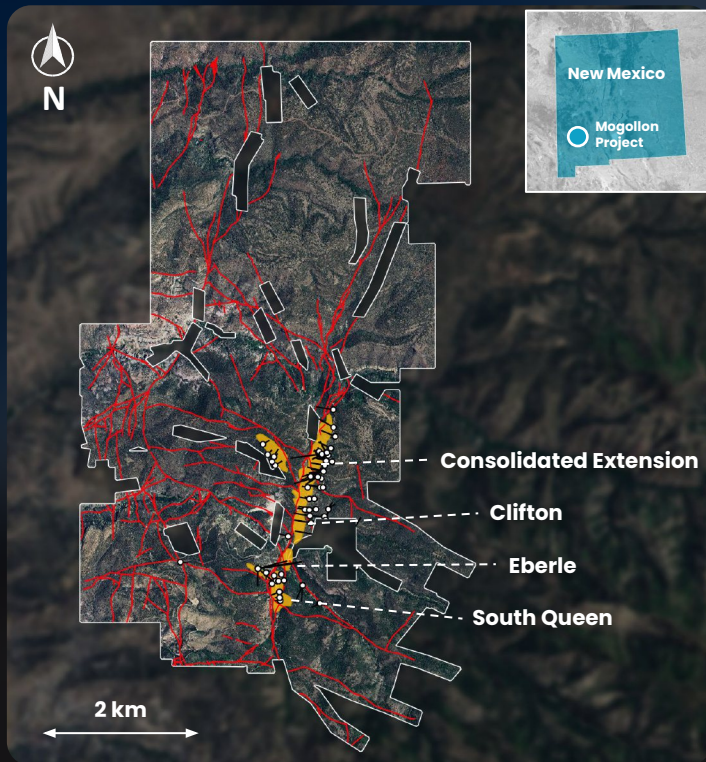 N
New Mexico
Mogollon
Project
Consolidated Extension
Clifton
Eberle
South Queen
2 km